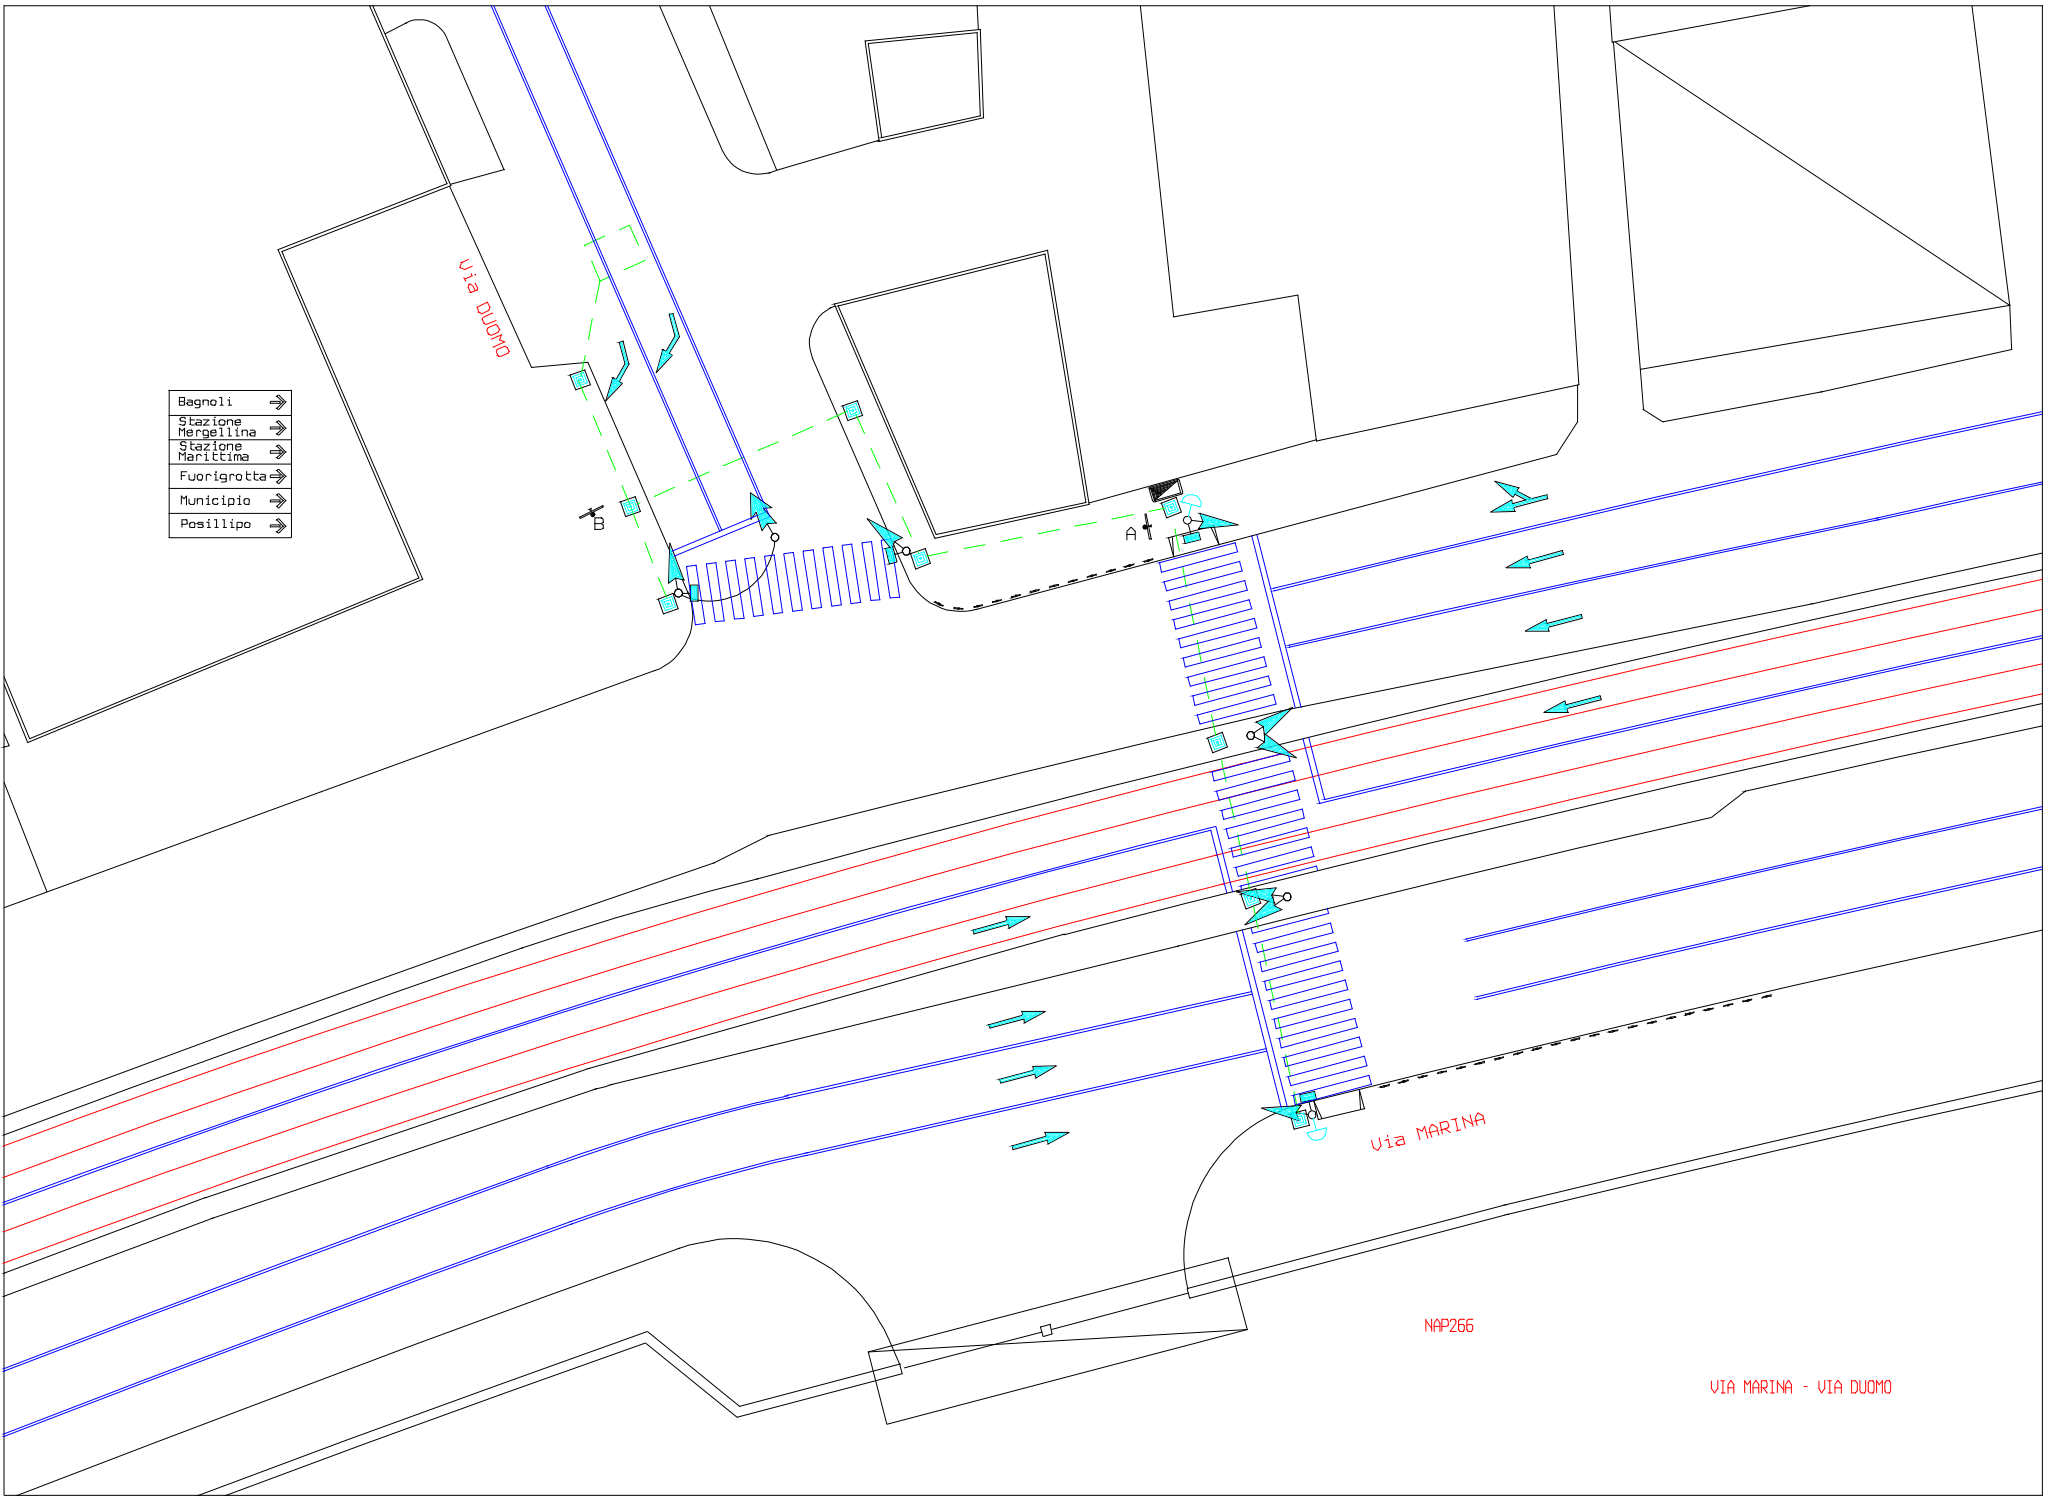 Via DUOMO
Bagnoli
Stazione
Mergellina
Stazione
Marittima
Fuorigrotta
Municipio
Posillipo
B
A
Via MARINA
NAP266
VIA MARINA - VIA DUOMO